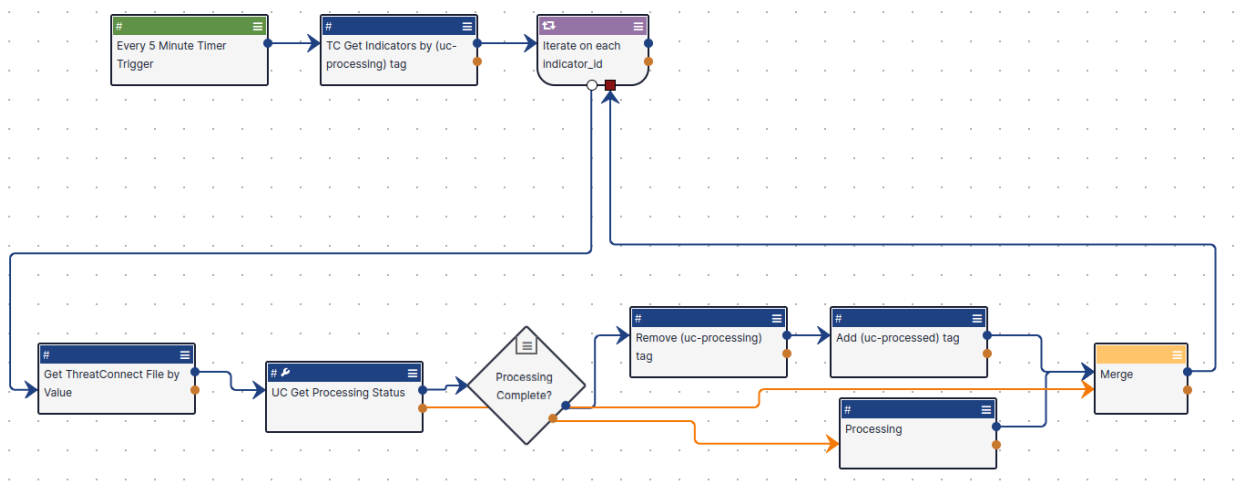 #
Every 5 Minute Timer
Trigger
#
TC Get Indicators by (uc-
processing) tag
Iterate on each
indicator_id
#
Get ThreatConnect File by
Value
#
UC Get Processing Status
Processing
Complete?
#
Remove (uc-processing)
tag
#
Add (uc-processed) tag
#
Processing
Merge